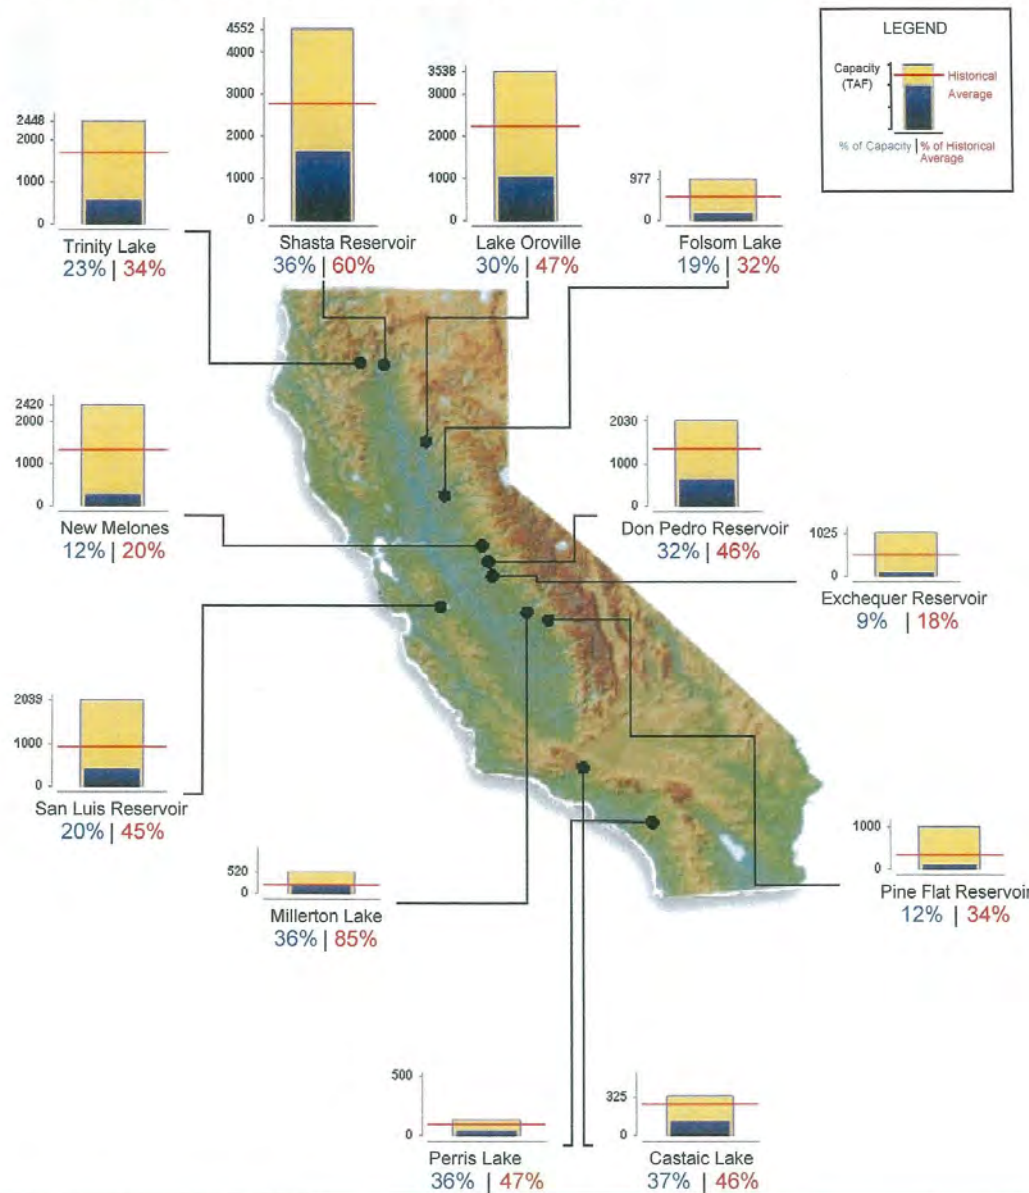 LEGEND
Capacity
(TAF)
Historical
Average
% of Capacity | % of Historical
Average
4552
4000
3000
2000
1000
0
Shasta Reservoir
36% | 60%
3538
3000
2000
1000
0
Lake Oroville
30% | 47%
2448
2000
1000
0
Trinity Lake
23% | 34%
977
0
Folsom Lake
19% | 32%
2420
2000
1000
0
New Melones
12% | 20%
2030
1000
0
Don Pedro Reservoir
32% | 46%
1025
0
Exchequer Reservoir
9% | 18%
2039
1000
0
San Luis Reservoir
20% | 45%
520
0
Millerton Lake
36% | 85%
1000
0
Pine Flat Reservoir
12% | 34%
500
0
Perris Lake
36% | 47%
325
0
Castaic Lake
37% | 46%